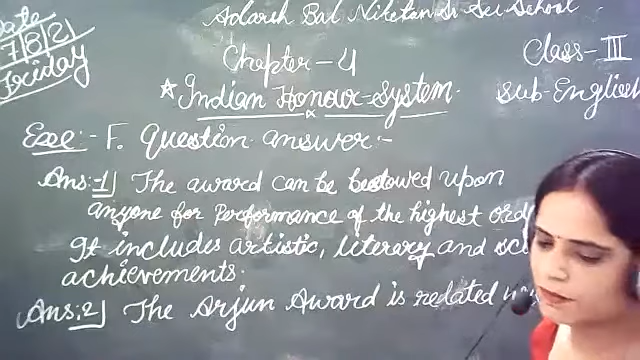 Adarsh Bal Niketan Sr Sec School
Date
7/8/21
Friday
Chapter-4
Class-III
*Indian Honour System
Sub-English
Exe:- F. Question answer:-
Ans:-1) The award can be bestowed upon
anyone for Performance of the highest ord
It includes artistic, literary and sc
achievements.
Ans:2) The Arjun Award is related